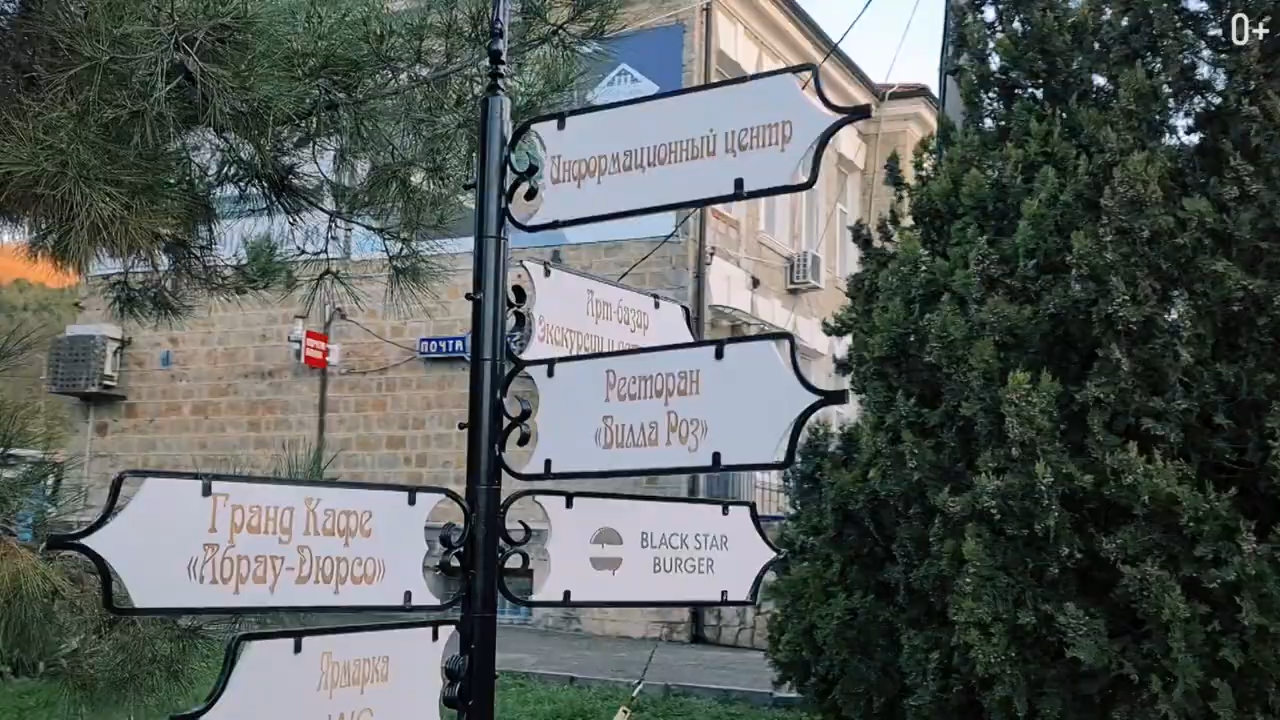 0+
Информационный центр
Арт-базар
Экскурсии и
ПОЧТА
Ресторан
«Вилла Роз»
Гранд Кафе
«Абрау-Дюрсо»
BLACK STAR
BURGER
Ярмарка